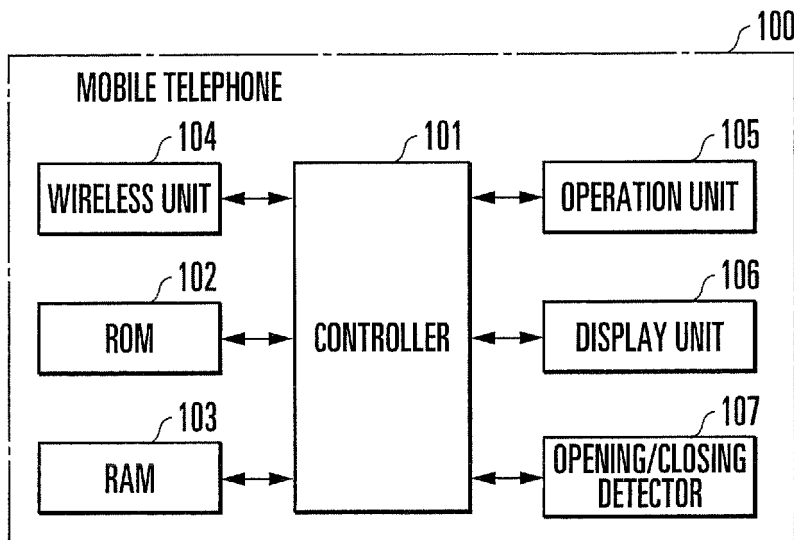 100
MOBILE TELEPHONE
104
WIRELESS UNIT
102
ROM
103
RAM
101
CONTROLLER
105
OPERATION UNIT
106
DISPLAY UNIT
107
OPENING/CLOSING
DETECTOR